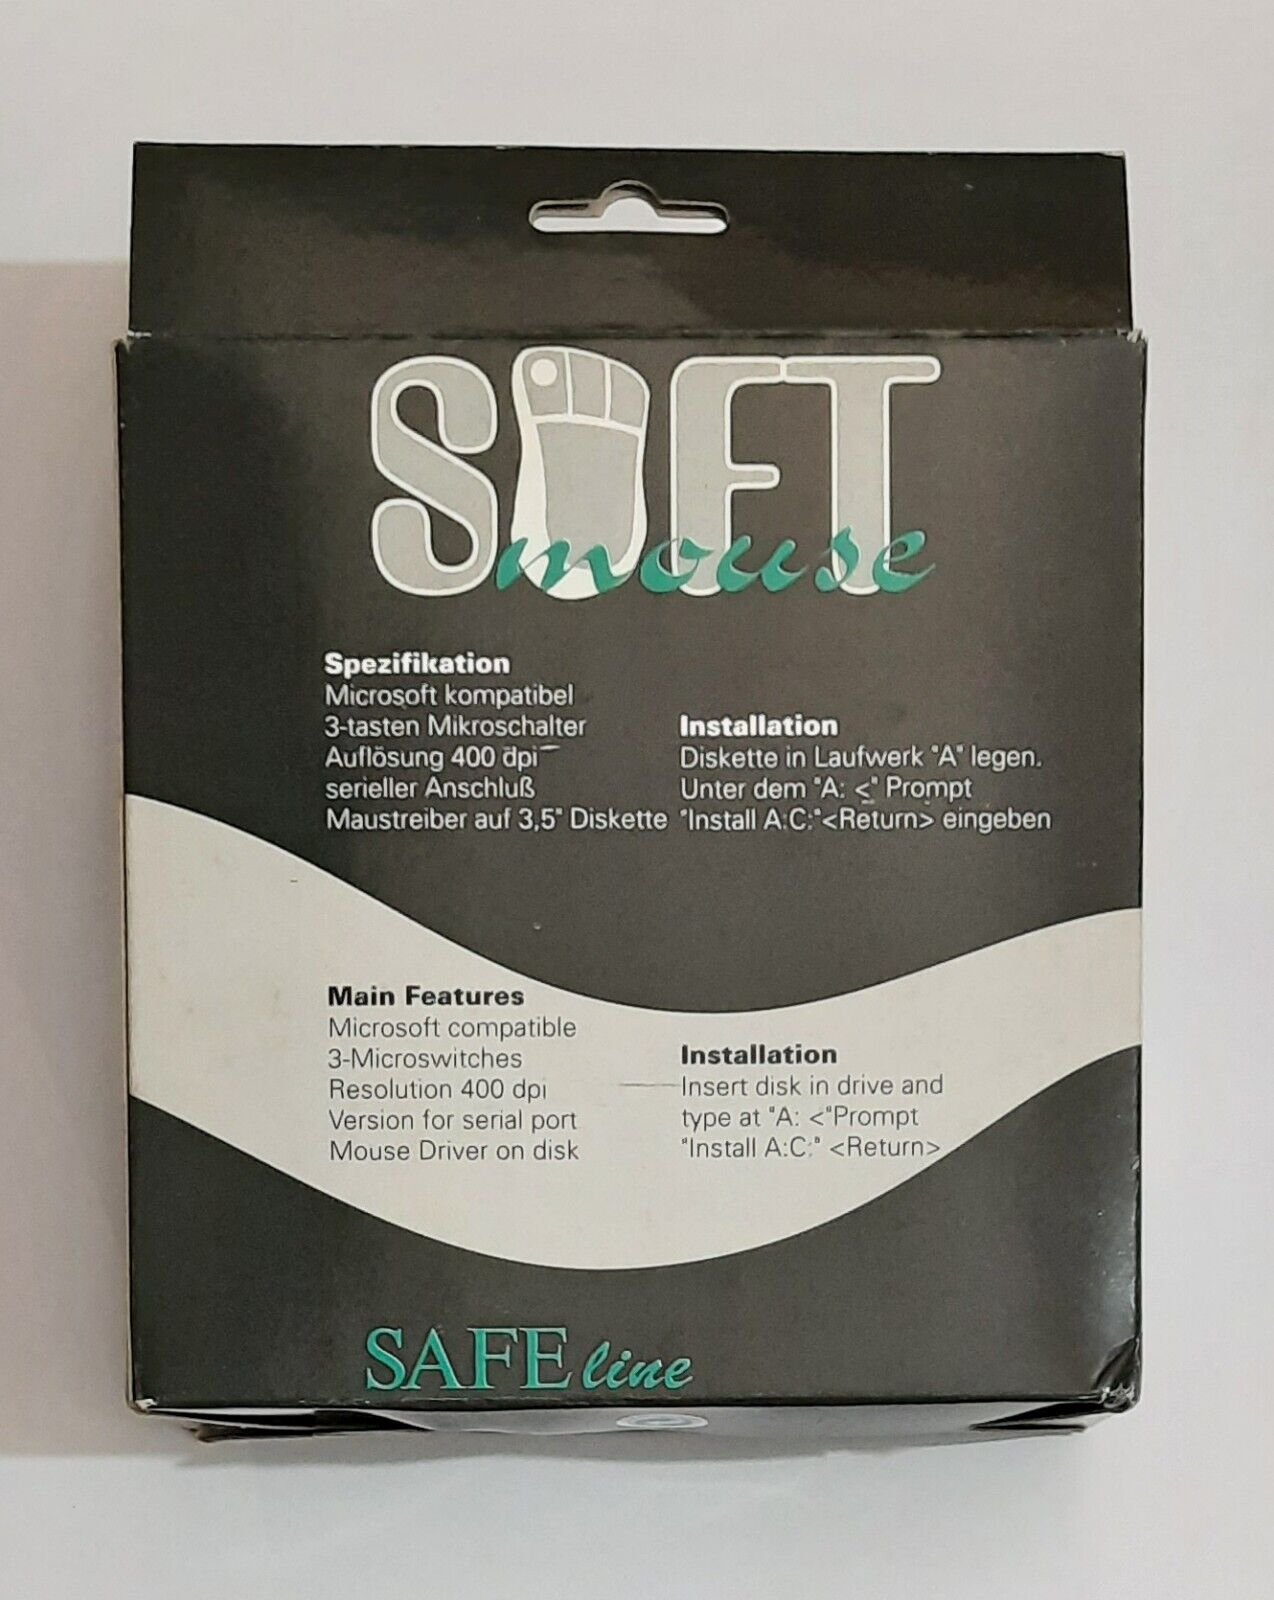 SOFT
mouse
Spezifikation
Microsoft kompatibel
3-tasten Mikroschalter
Auflösung 400 dpi
serieller Anschluß
Maustreiber auf 3,5" Diskette
Installation
Diskette in Laufwerk "A" legen.
Unter dem "A: <" Prompt
"Install A:C:"<Return> eingeben
Main Features
Microsoft compatible
3-Microswitches
Resolution 400 dpi
Version for serial port
Mouse Driver on disk
Installation
Insert disk in drive and
type at "A: <"Prompt
"Install A:C:" <Return>
SAFE line